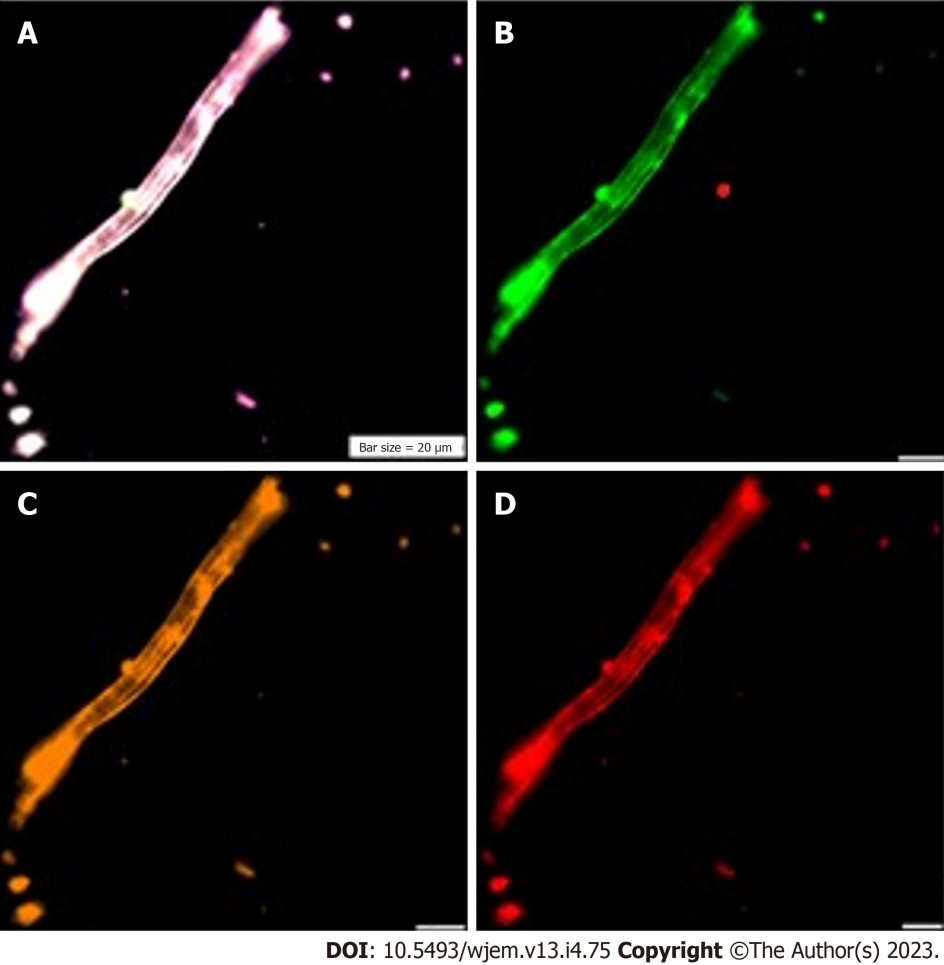 A
B
Bar size = 20 µm
C
D
DOI: 10.5493/wjem.v13.i4.75 Copyright ©The Author(s) 2023.